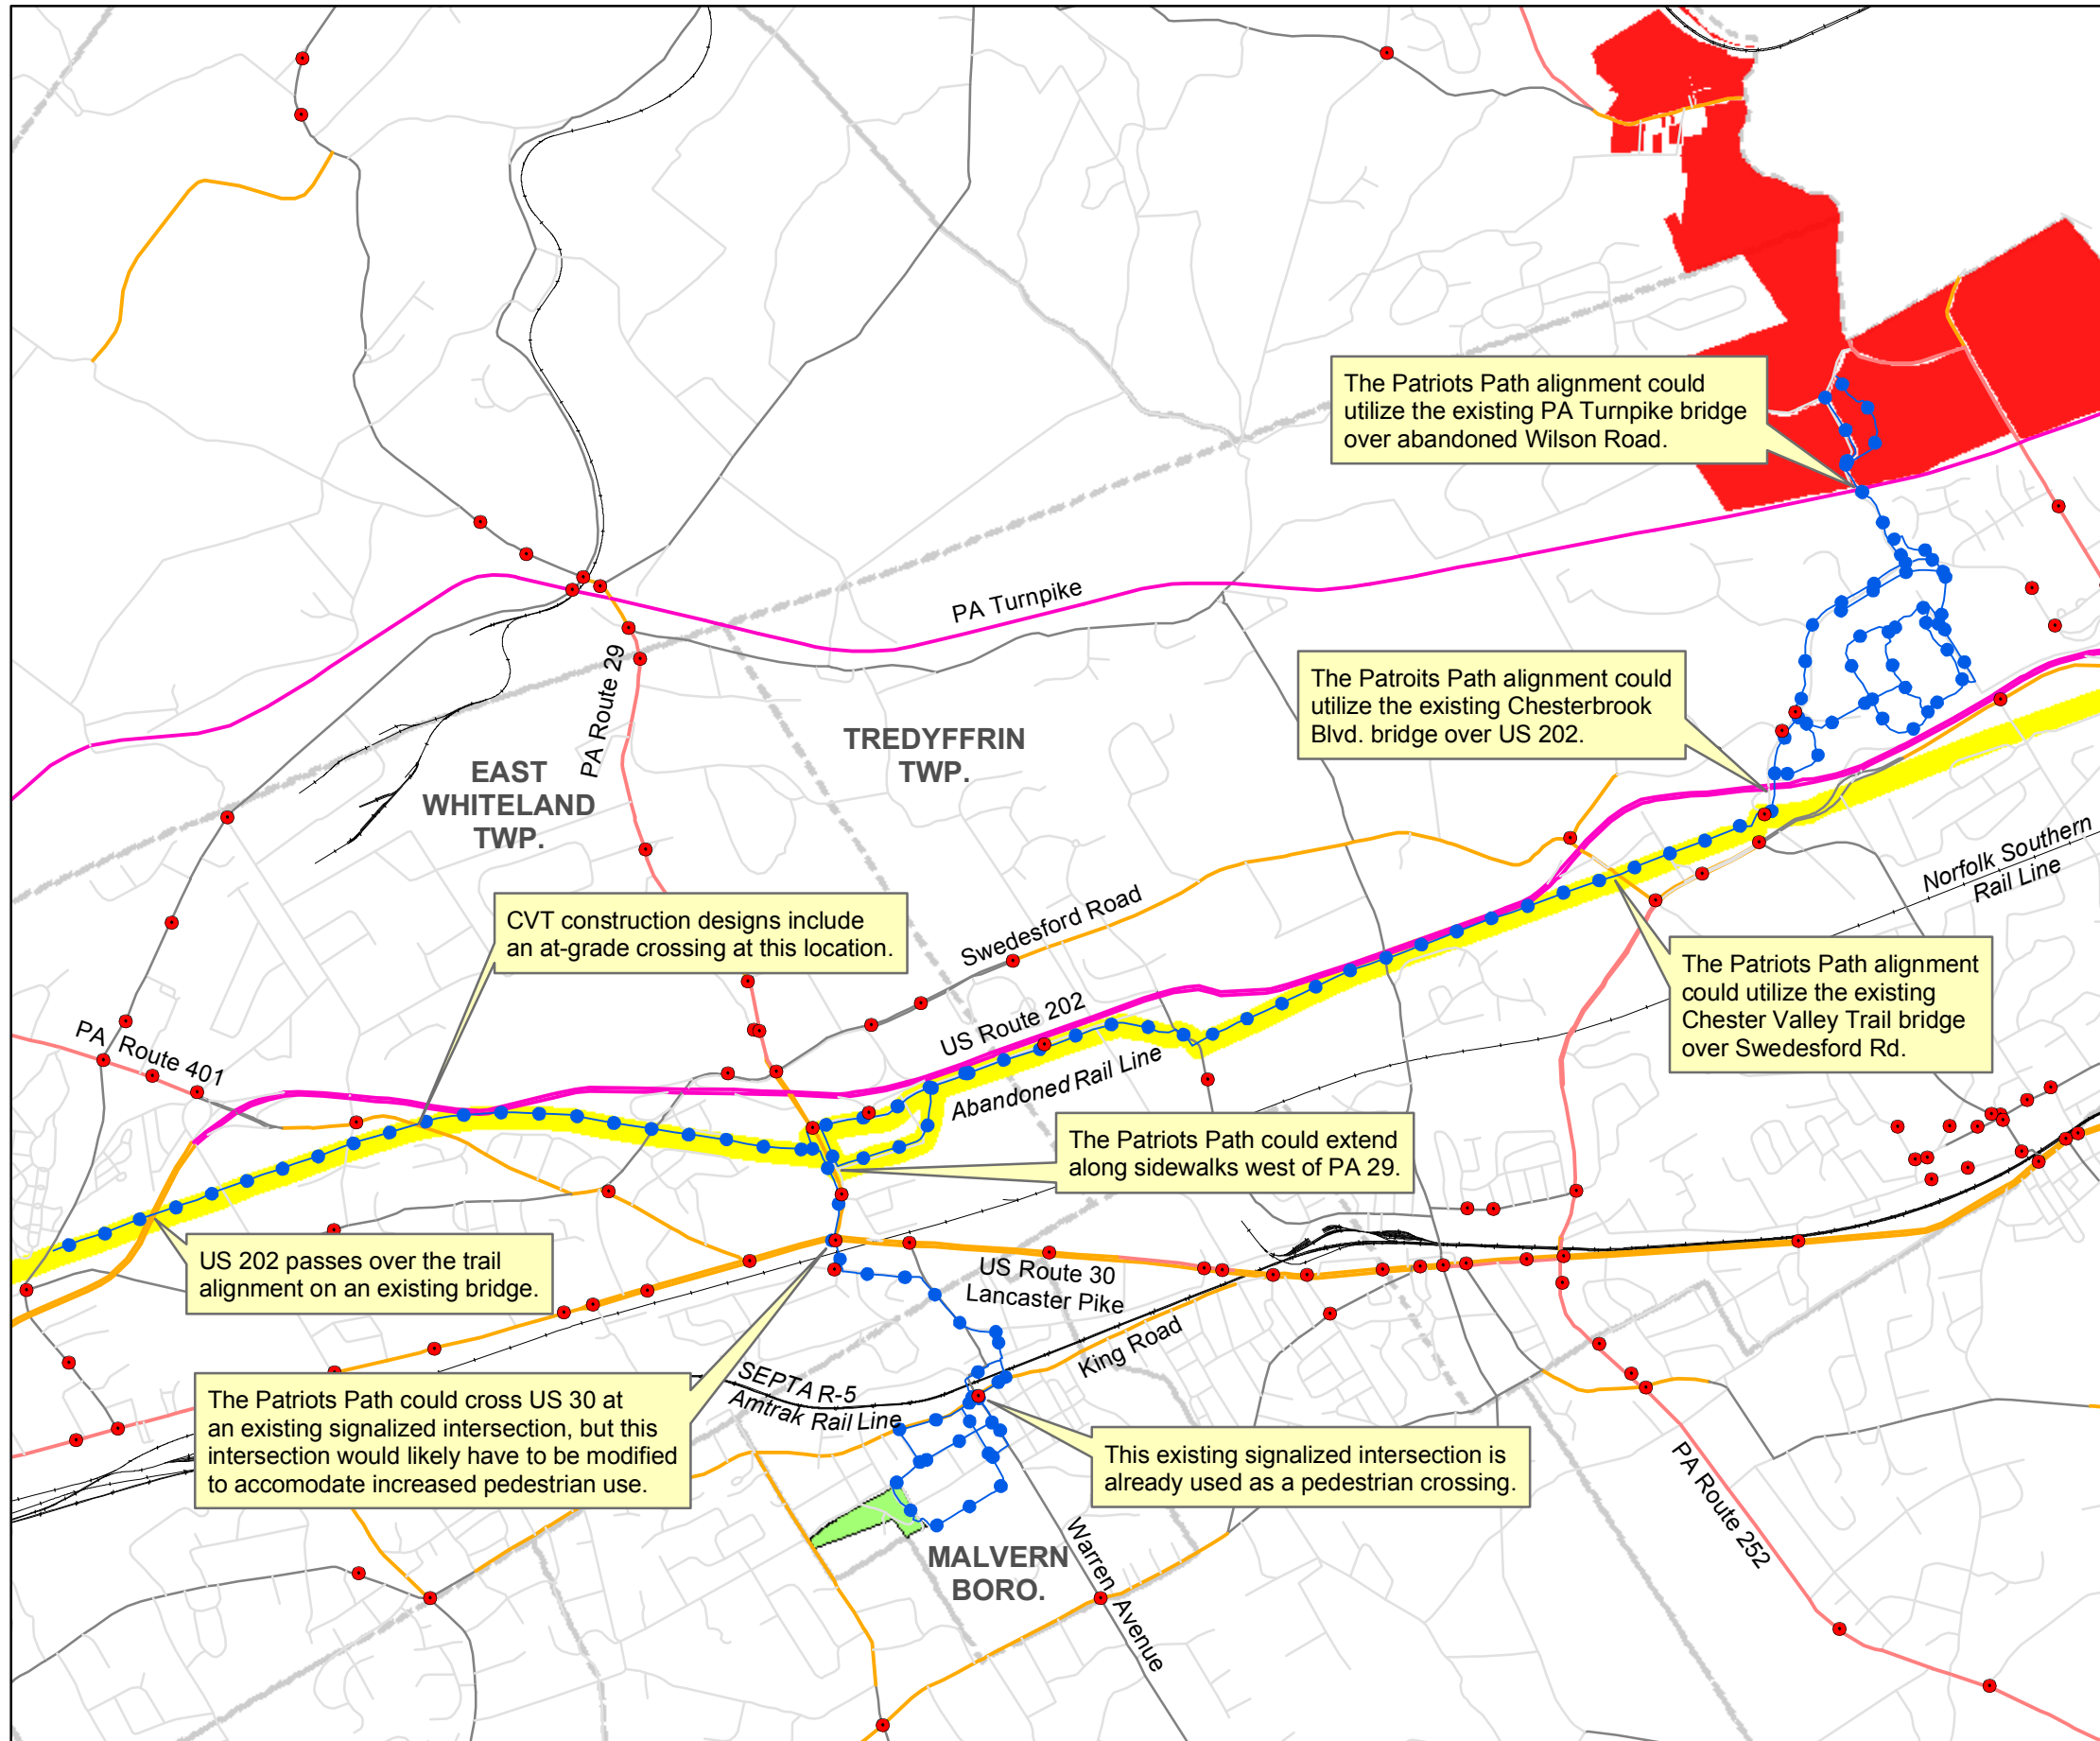 The Patriots Path alignment could
utilize the existing PA Turnpike bridge
over abandoned Wilson Road.
PA Turnpike
PA Route 29
The Patroits Path alignment could
utilize the existing Chesterbrook
Blvd. bridge over US 202.
TREDYFFRIN
TWP.
EAST
WHITELAND
TWP.
Norfolk Southern
Rail Line
CVT construction designs include
an at-grade crossing at this location.
Swedesford Road
The Patriots Path alignment
could utilize the existing
Chester Valley Trail bridge
over Swedesford Rd.
US Route 202
PA Route 401
Abandoned Rail Line
The Patriots Path could extend
along sidewalks west of PA 29.
US 202 passes over the trail
alignment on an existing bridge.
US Route 30
Lancaster Pike
King Road
SEPTA R-5
Amtrak Rail Line
The Patriots Path could cross US 30 at
an existing signalized intersection, but this
intersection would likely have to be modified
to accomodate increased pedestrian use.
This existing signalized intersection is
already used as a pedestrian crossing.
PA Route 252
MALVERN
BORO.
Warren Avenue